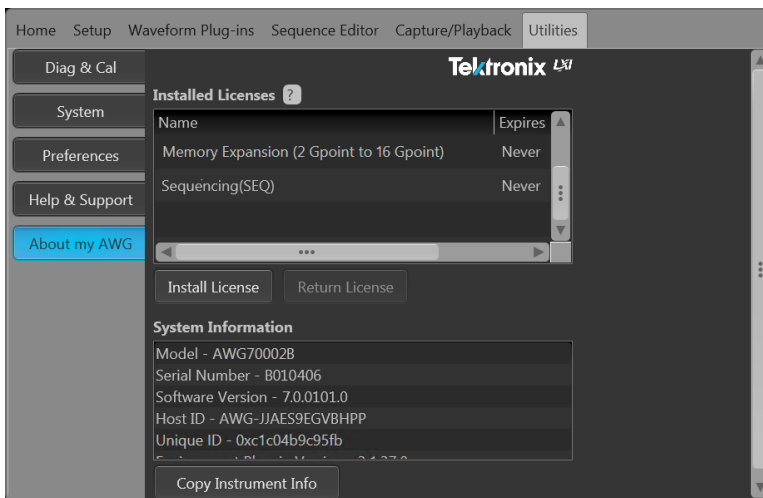 Home Setup Waveform Plug-ins Sequence Editor Capture/Playback Utilities
Diag & Cal
System
Preferences
Help & Support
About my AWG
Tektronix LXI
Installed Licenses ?
Name Expires
Memory Expansion (2 Gpoint to 16 Gpoint) Never
Sequencing(SEQ) Never
Install License Return License
System Information
Model - AWG70002B
Serial Number - B010406
Software Version - 7.0.0101.0
Host ID - AWG-JJAES9EGVBHPP
Unique ID - 0xc1c04b9c95fb
Copy Instrument Info